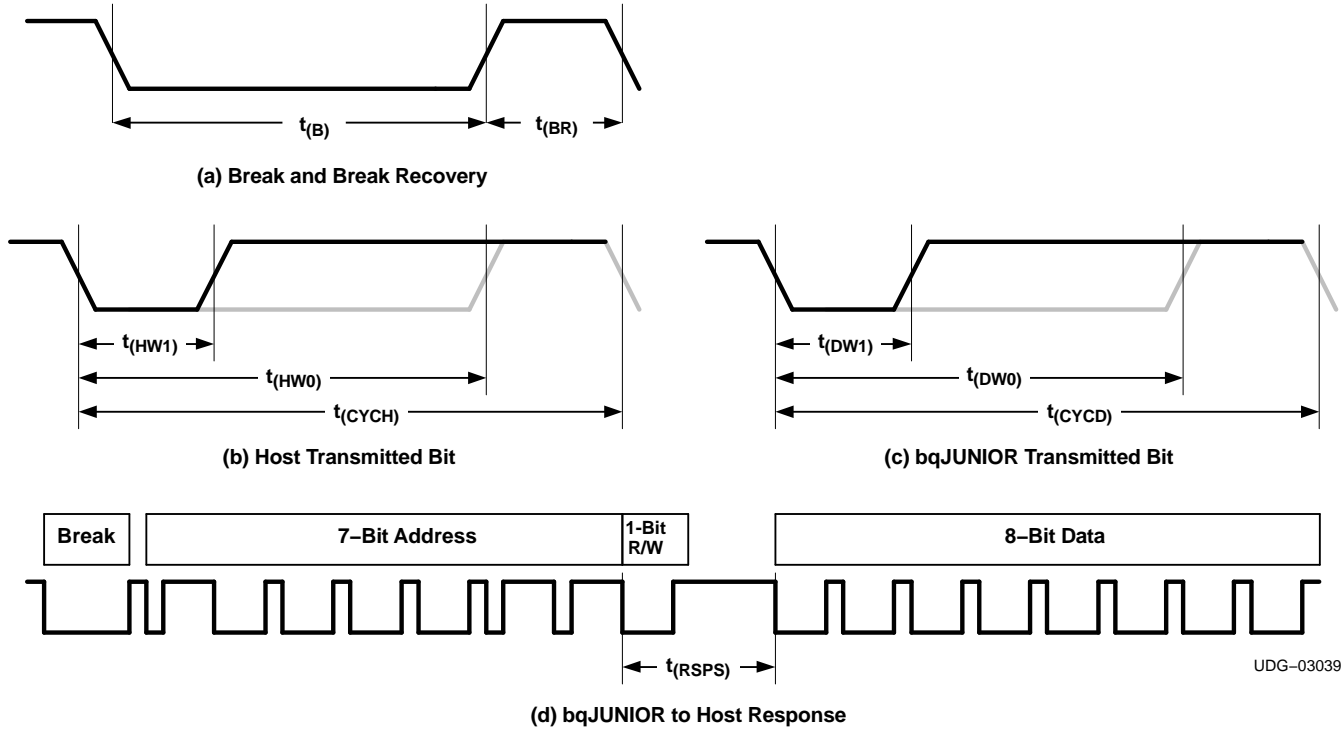 t(B)
t(BR)
(a) Break and Break Recovery
t(HW1)
t(HW0)
t(CYCH)
(b) Host Transmitted Bit
t(DW1)
t(DW0)
t(CYCD)
(c) bqJUNIOR Transmitted Bit
Break
7−Bit Address
1-Bit
R/W
8−Bit Data
t(RSPS)
UDG−03039
(d) bqJUNIOR to Host Response